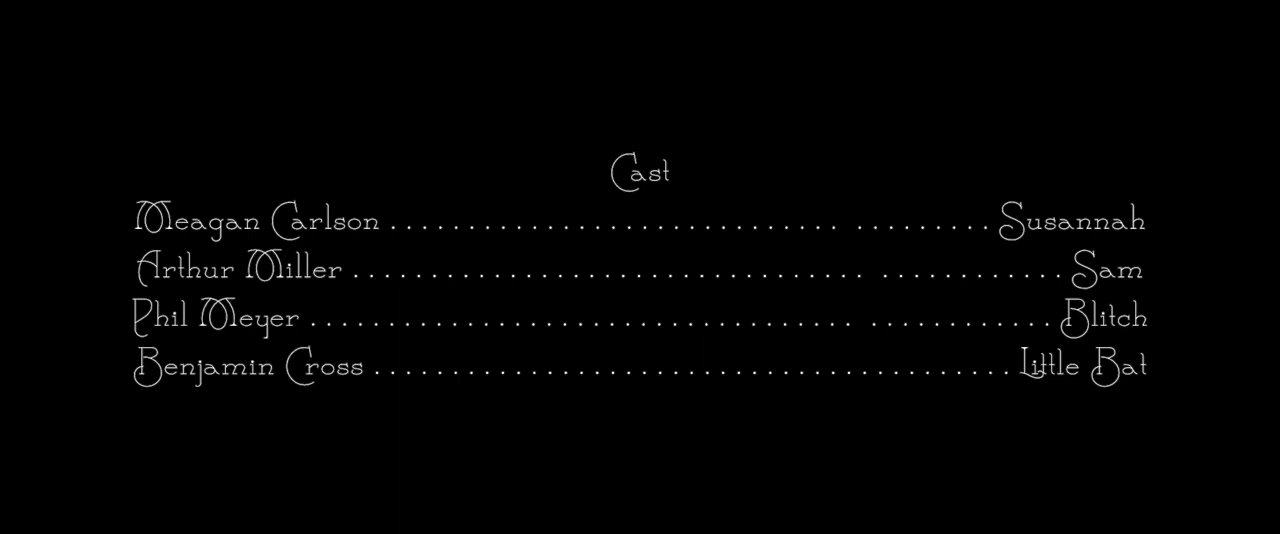 Cast
Meagan Carlson . . . . . . . . . . . . . . . . . . . . . . . . . . . . . . . . . . . . . . . . . . . . . Susannah
Arthur Miller . . . . . . . . . . . . . . . . . . . . . . . . . . . . . . . . . . . . . . . . . . . . . . . . . . . . . Sam
Phil Meyer . . . . . . . . . . . . . . . . . . . . . . . . . . . . . . . . . . . . . . . . . . . . . . . . . . . . . . . . Blitch
Benjamin Cross . . . . . . . . . . . . . . . . . . . . . . . . . . . . . . . . . . . . . . . . . . . . . . . . . Little Bat